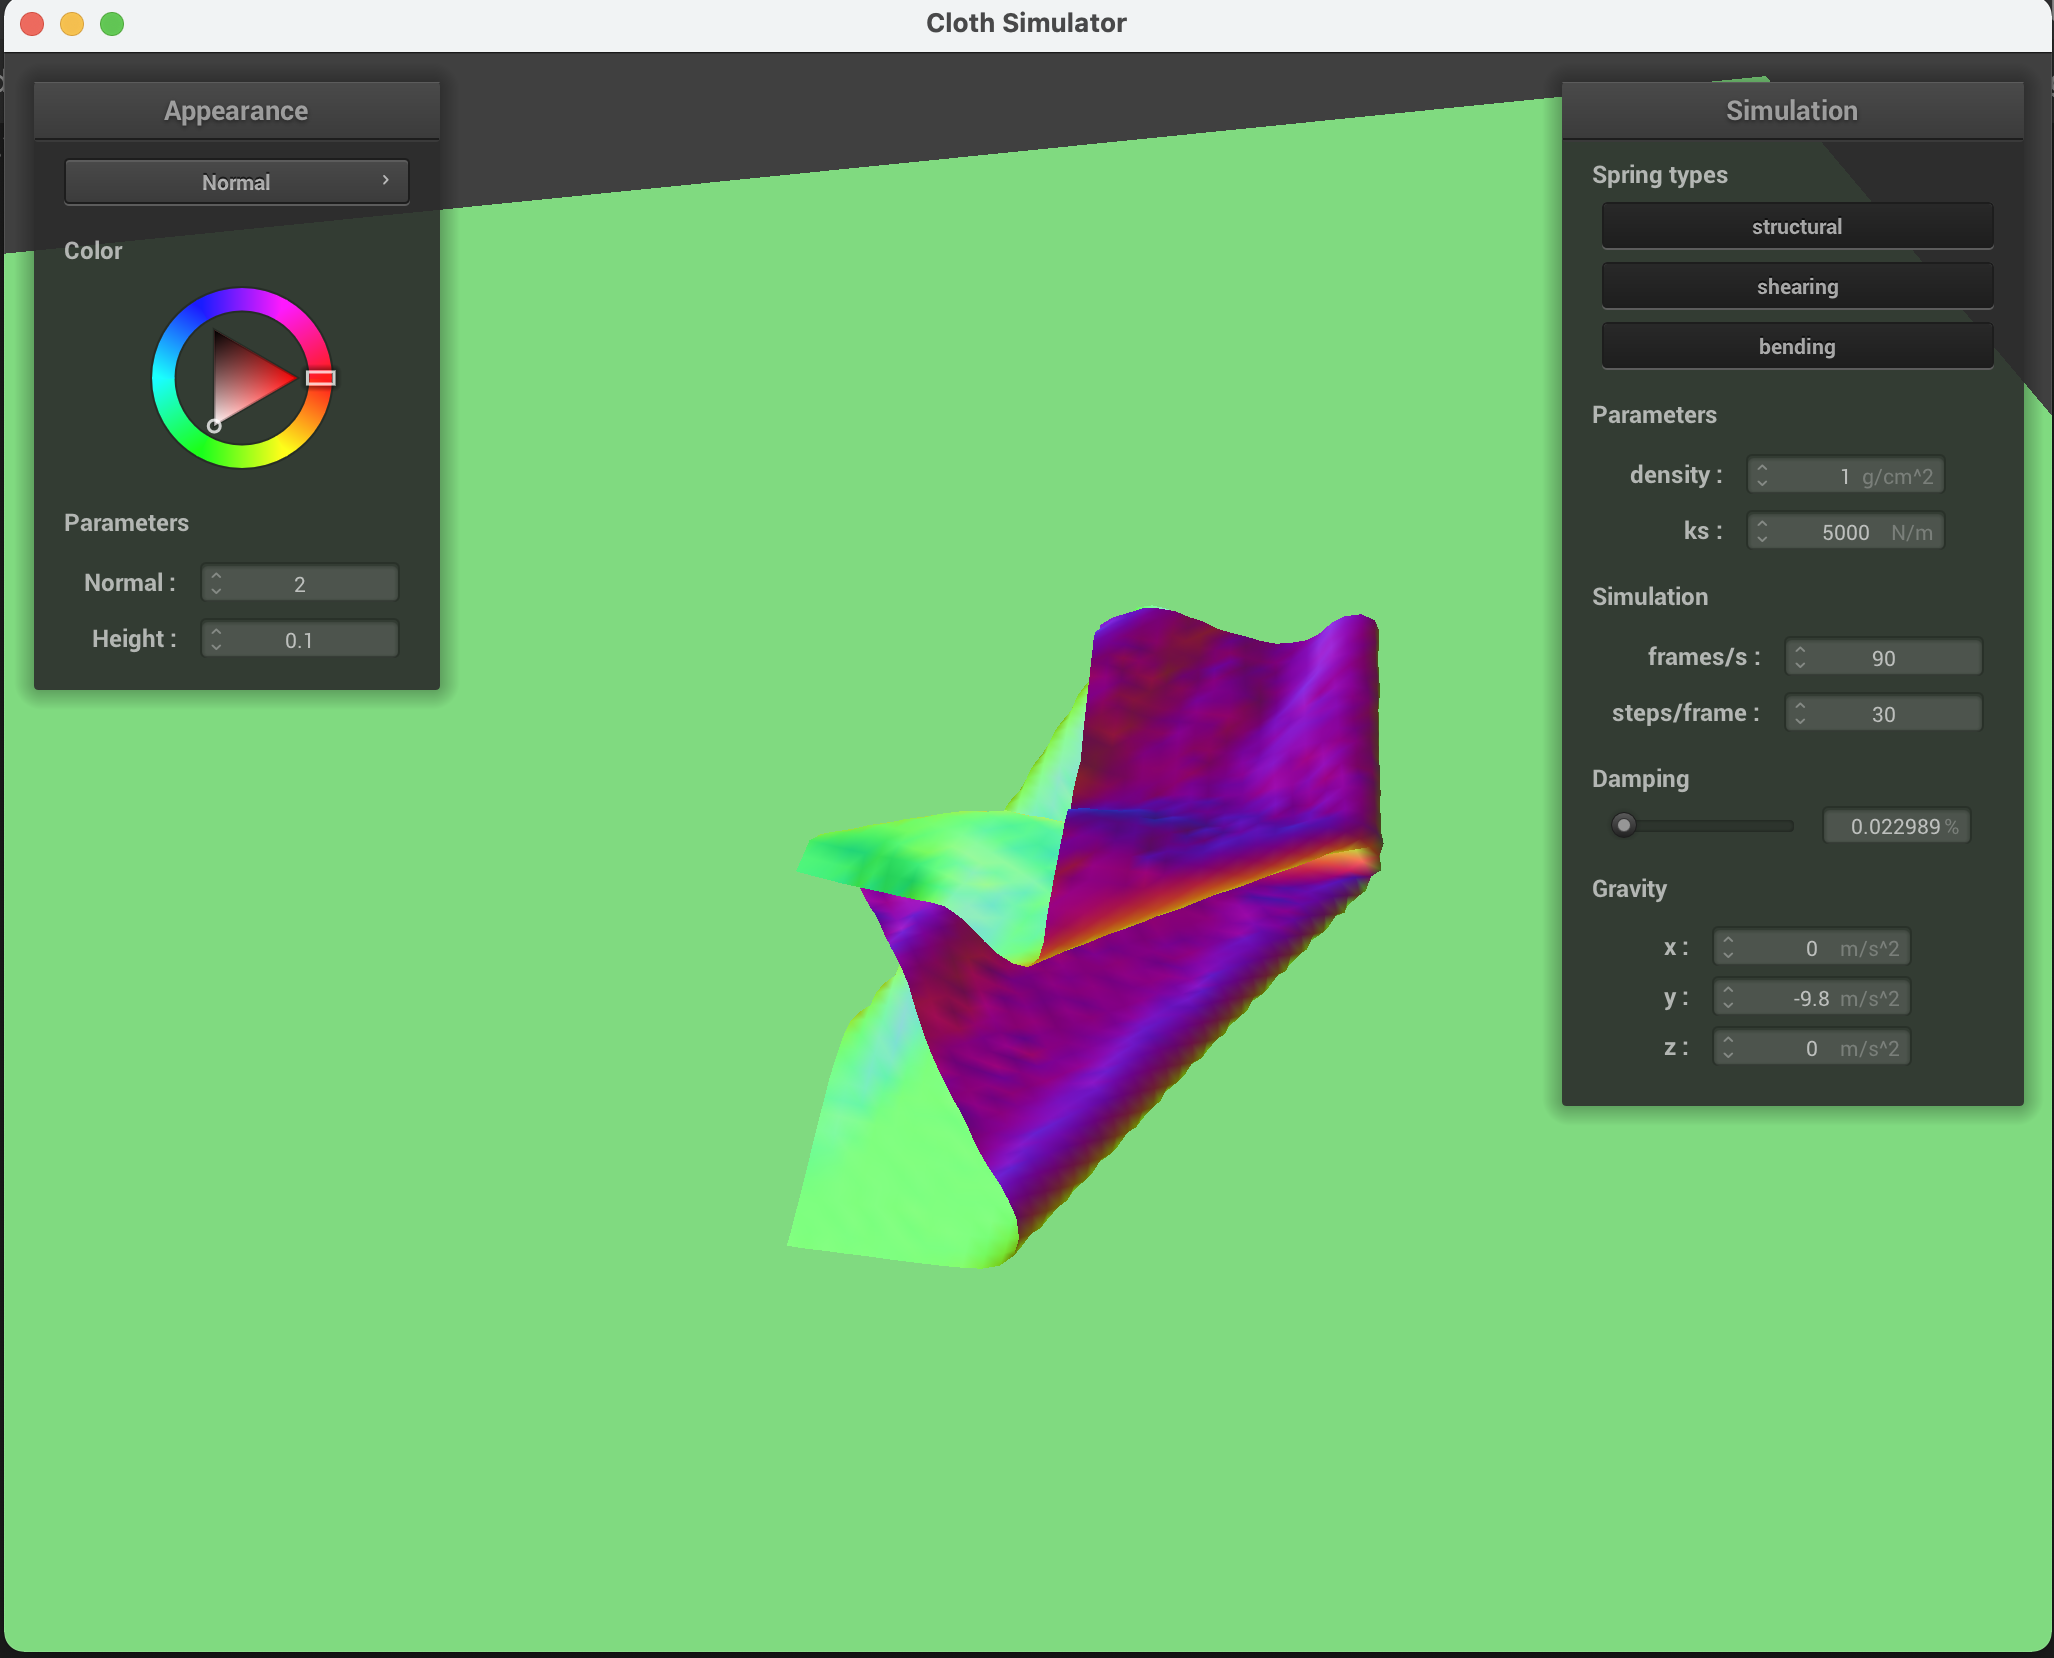 Cloth Simulator
Appearance
Normal
Color
Parameters
Normal : 2
Height : 0.1
Simulation
Spring types
structural
shearing
bending
Parameters
density : 1 g/cm^2
ks : 5000 N/m
Simulation
frames/s : 90
steps/frame : 30
Damping
0.022989 %
Gravity
x : 0 m/s^2
y : -9.8 m/s^2
z : 0 m/s^2